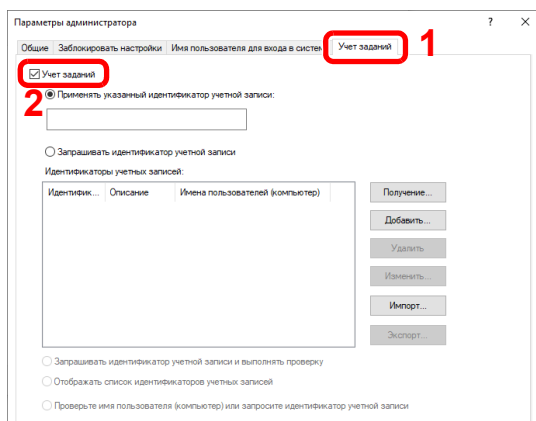 Параметры администратора
? ×
Общие Заблокировать настройки Имя пользователя для входа в систем Учет заданий 1
Учет заданий
2
Применять указанный идентификатор учетной записи:
Запрашивать идентификатор учетной записи
Идентификаторы учетных записей:
Идентифик... Описание Имена пользователей (компьютер)
Получение...
Добавить...
Удалить
Изменить...
Импорт...
Экспорт...
Запрашивать идентификатор учетной записи и выполнять проверку
Отображать список идентификаторов учетных записей
Проверьте имя пользователя (компьютер) или запросите идентификатор учетной записи